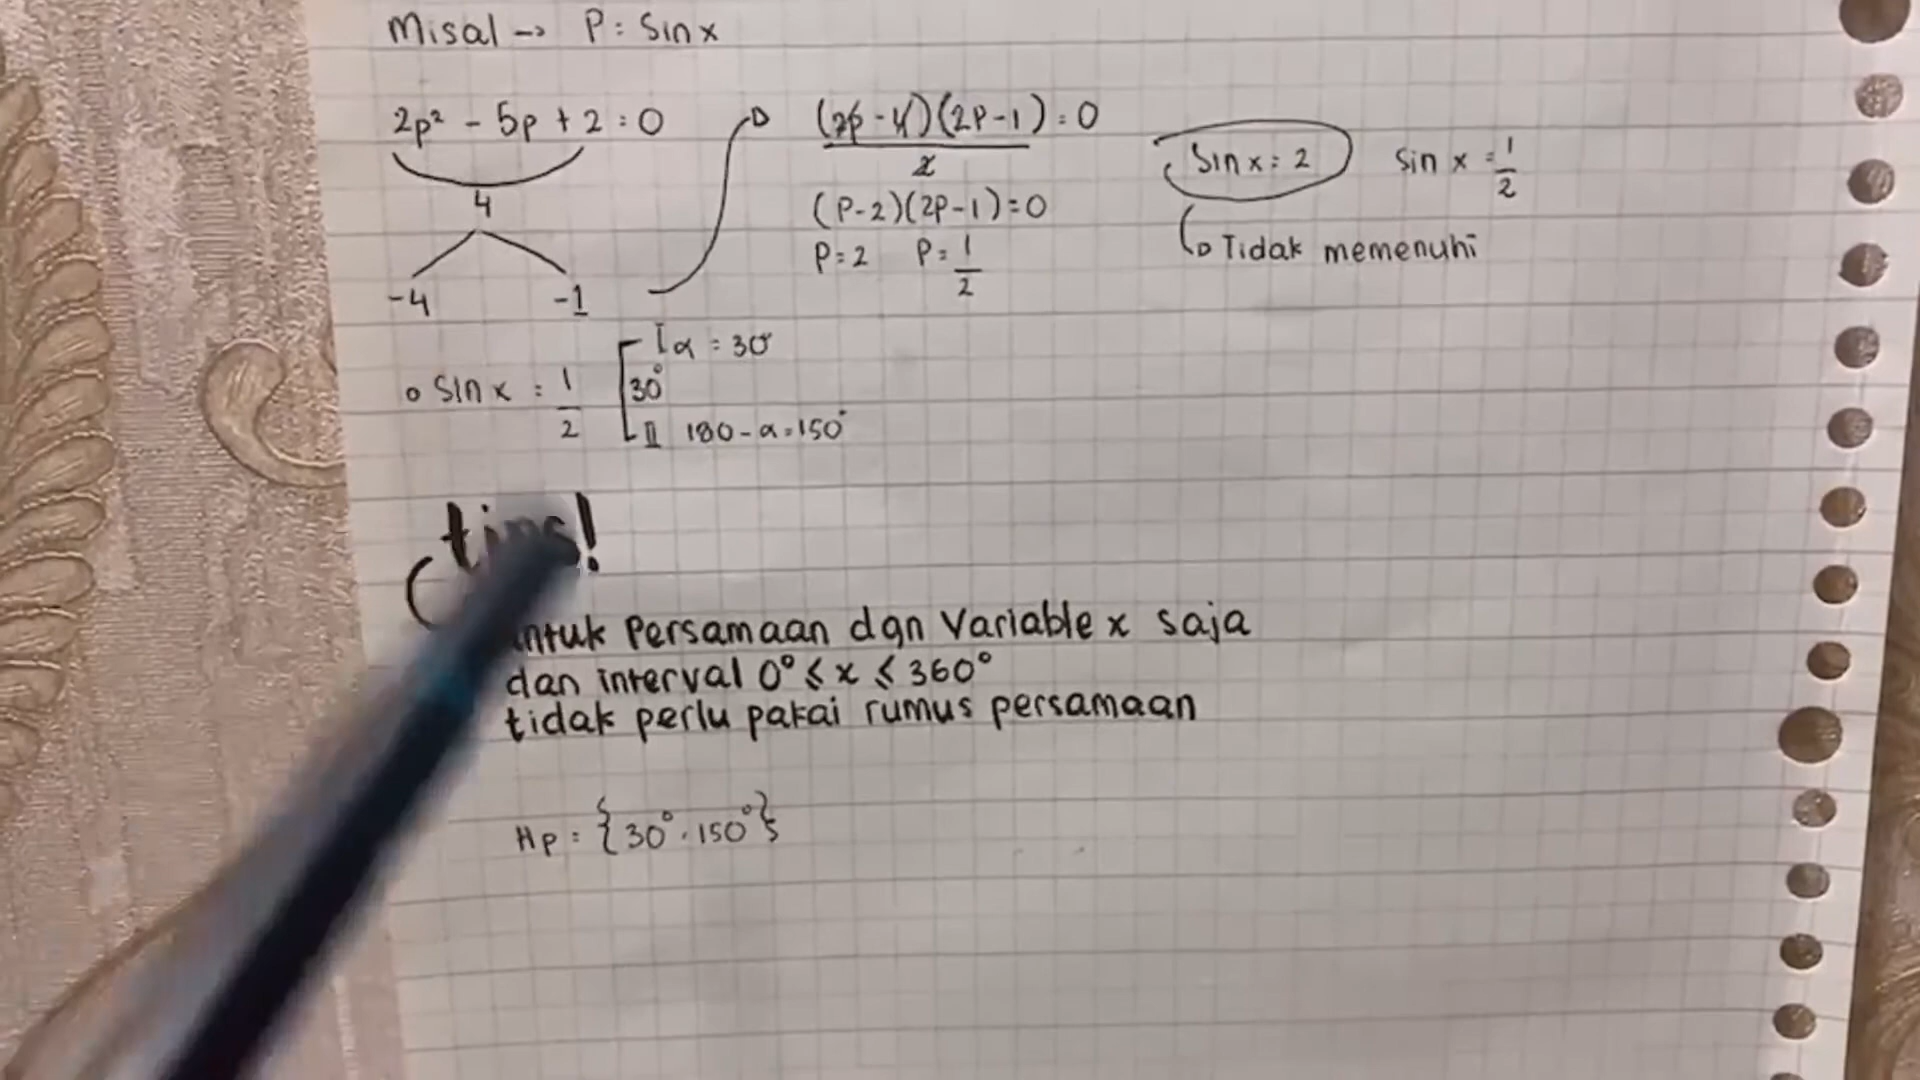 Misal → P = Sin x
2p² - 5p + 2 = 0
4
-4 -1
(2p - 4)(2P - 1) = 0
2
(P-2)(2P-1) = 0
P = 2 P = 1/2
Sin x = 2 Sin x = 1/2
Tidak memenuhi
Sin x = 1/2
I α = 30°
30°
II 180 - α = 150°
tips!
untuk Persamaan dgn Variable x saja
dan interval 0° ≤ x ≤ 360°
tidak perlu pakai rumus persamaan
Hp = {30°, 150°}